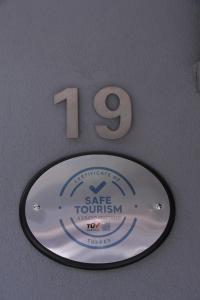 19
CERTIFICATE OF
SAFE
TOURISM
TÜV
TURKEY